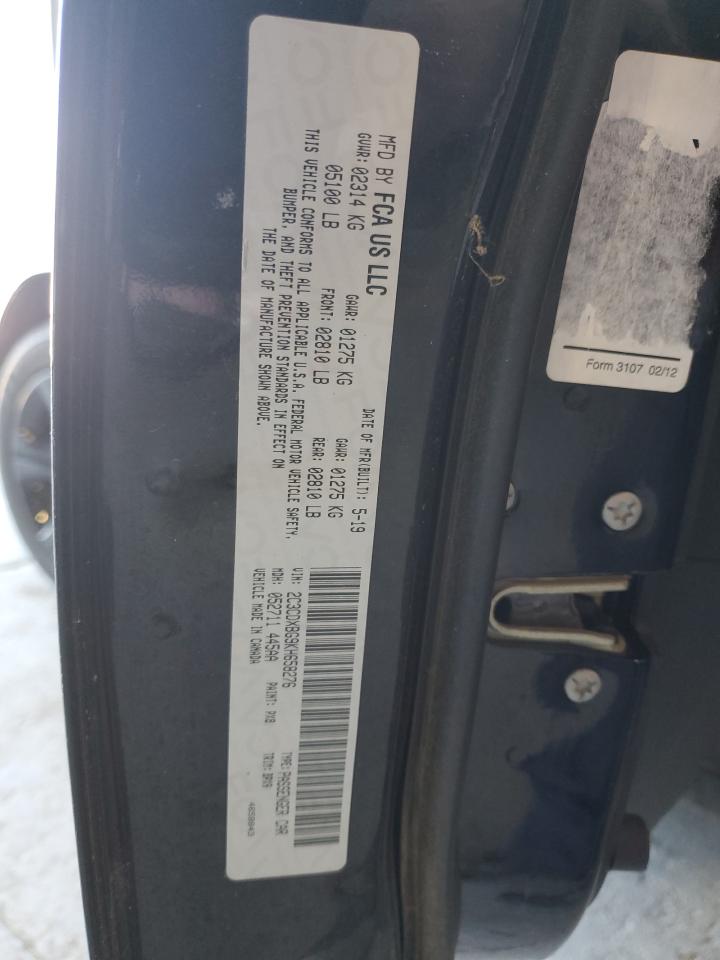 MFD BY FCA US LLC
DATE OF MFR(BUILT): 5-19
GVWR: 02314 KG GAWR: 01275 KG GAWR: 01275 KG
05100 LB FRONT: 02810 LB REAR: 02810 LB
THIS VEHICLE CONFORMS TO ALL APPLICABLE U.S.A. FEDERAL MOTOR VEHICLE SAFETY,
BUMPER, AND THEFT PREVENTION STANDARDS IN EFFECT ON
THE DATE OF MANUFACTURE SHOWN ABOVE.
VIN: 2C3CDXBG9KH658276 TYPE: PASSENGER CAR
MDH: 052711 445AA PAINT: PXB TRIM:
VEHICLE MADE IN CANADA
Form 3107 02/12